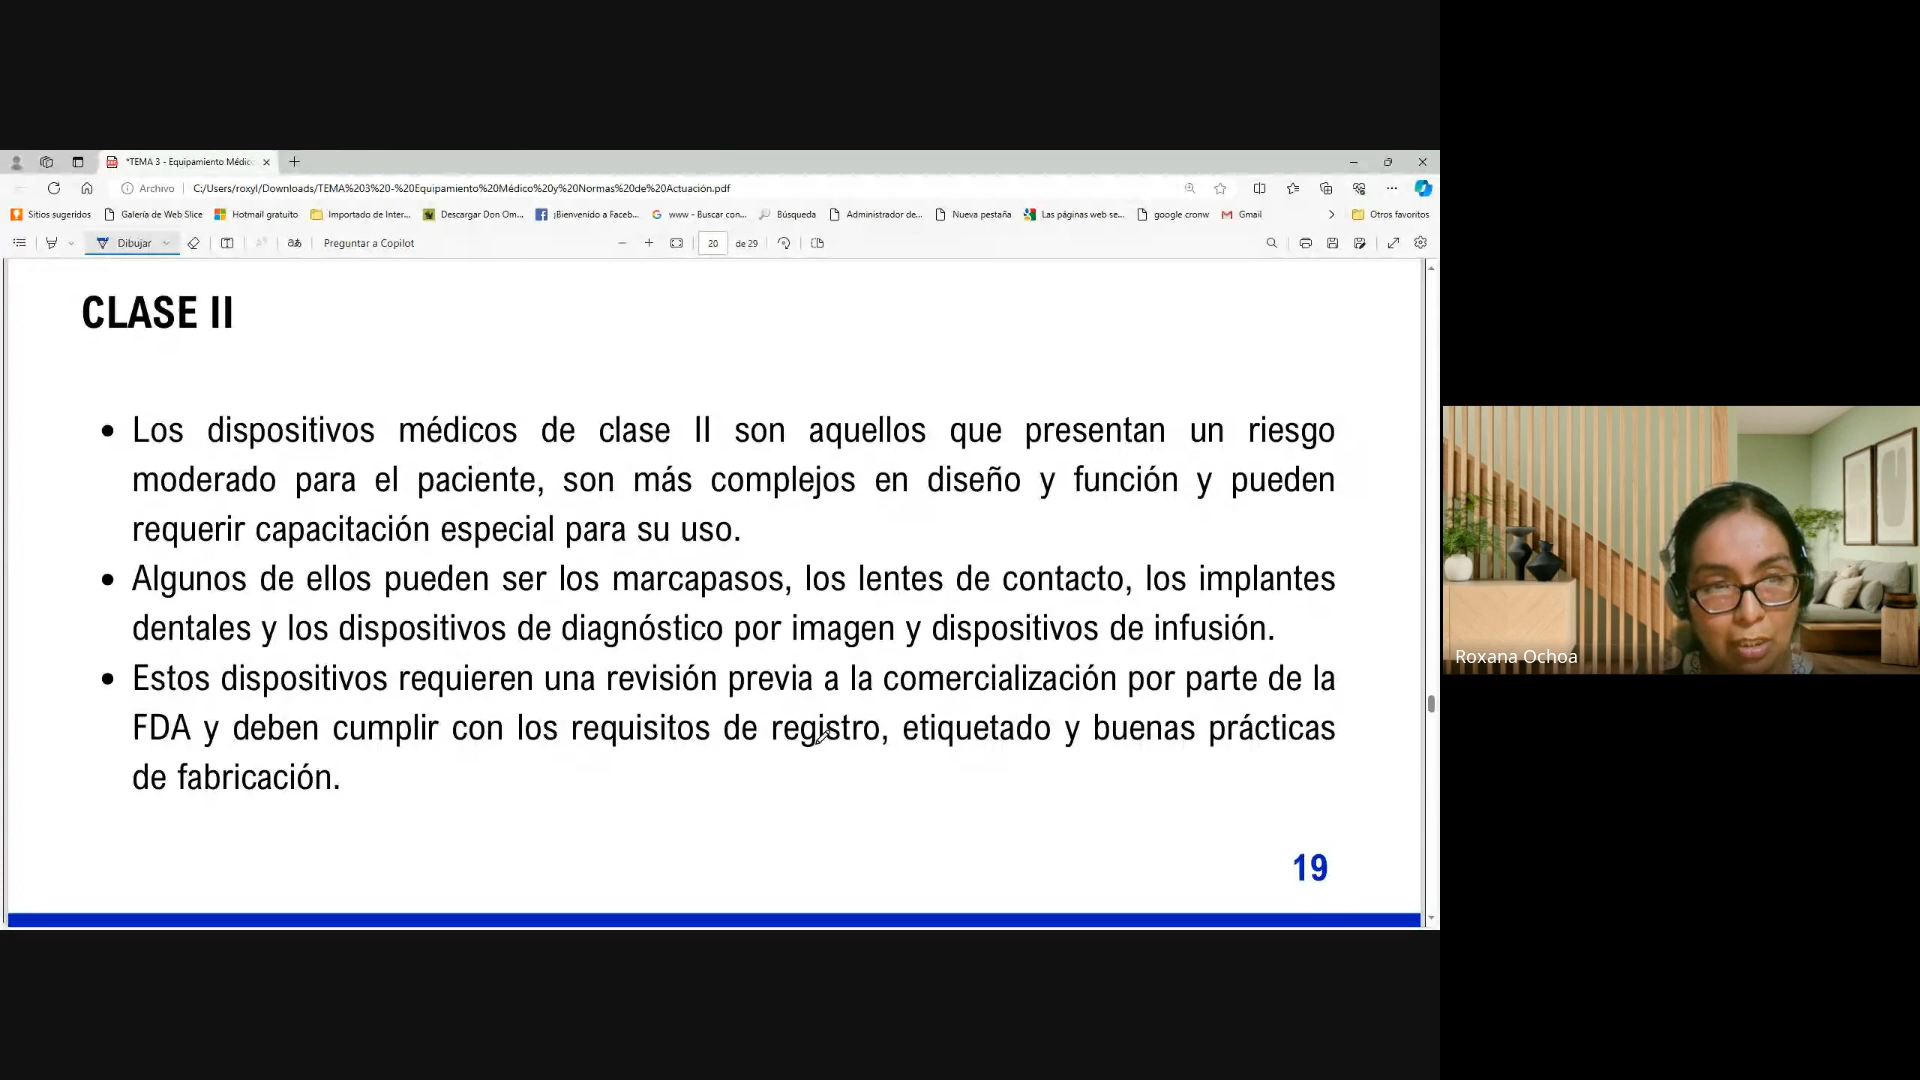 *TEMA 3 - Equipamiento Médic
Archivo
C:/Users/roxyl/Downloads/TEMA%203%20-%20Equipamiento%20Médico%20y%20Normas%20de%20Actuación.pdf
Sitios sugeridos
Galería de Web Slice
Hotmail gratuito
Importado de Inter...
Descargar Don Om...
¡Bienvenido a Faceb...
www - Buscar con...
Búsqueda
Administrador de...
Nueva pestaña
Las páginas web se...
google cronw
Gmail
Otros favoritos
Dibujar
aあ
Preguntar a Copilot
20 de 29
CLASE II
• Los dispositivos médicos de clase II son aquellos que presentan un riesgo
moderado para el paciente, son más complejos en diseño y función y pueden
requerir capacitación especial para su uso.
• Algunos de ellos pueden ser los marcapasos, los lentes de contacto, los implantes
dentales y los dispositivos de diagnóstico por imagen y dispositivos de infusión.
• Estos dispositivos requieren una revisión previa a la comercialización por parte de la
FDA y deben cumplir con los requisitos de registro, etiquetado y buenas prácticas
de fabricación.
19
Roxana Ochoa